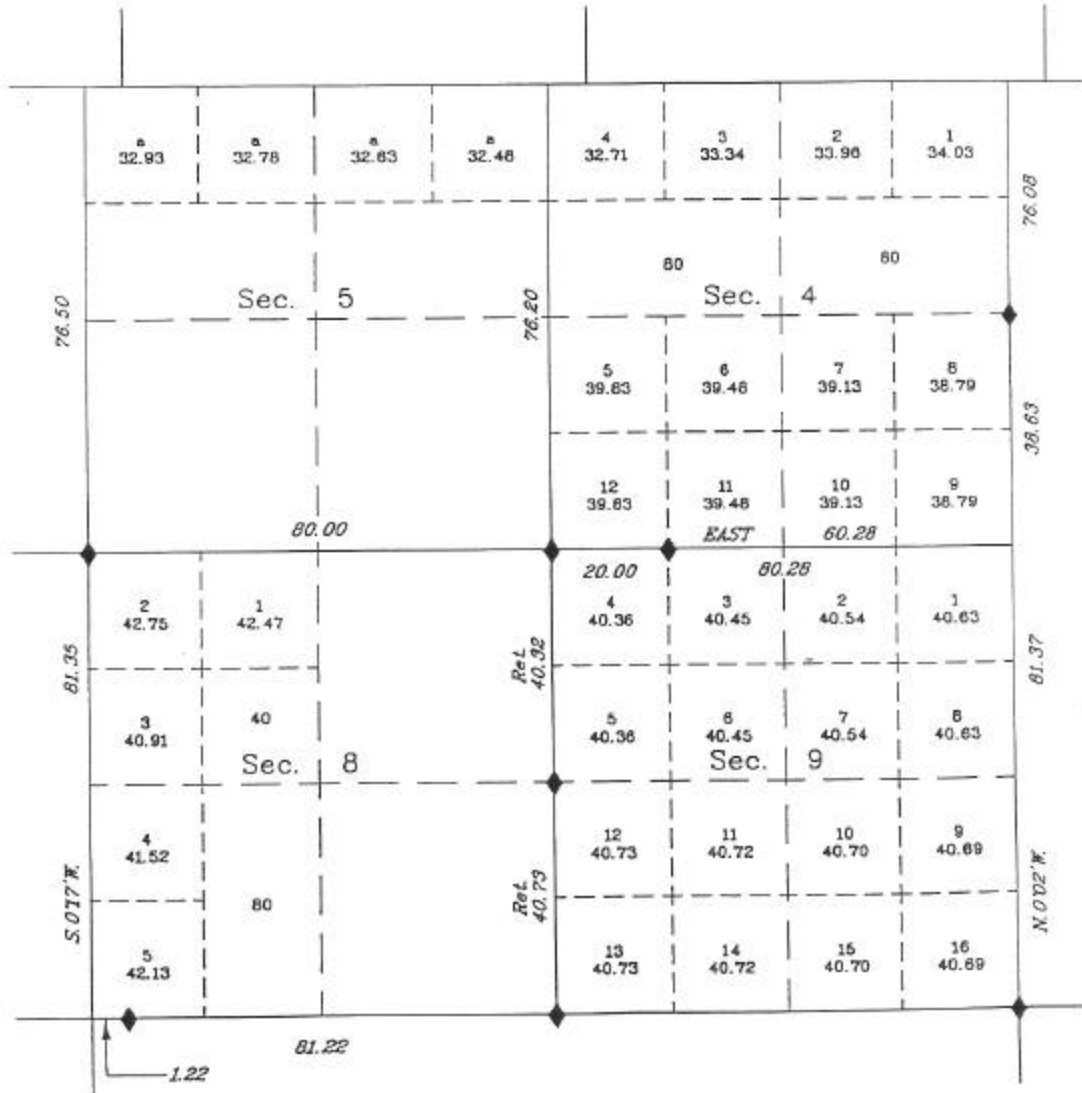 a a a a 4 3 2 1
32.93 32.78 32.63 32.48 32.71 33.34 33.96 34.03
76.08
80 80
Sec. 5 Sec. 4
76.50 76.20
5 6 7 8
39.63 39.46 39.13 38.79
38.63
12 11 10 9
39.63 39.46 39.13 38.79
80.00 EAST 60.28
20.00 80.28
2 1 4 3 2 1
42.75 42.47 40.36 40.45 40.54 40.63
81.35 Ret. 40.92 81.37
3 40 5 6 7 8
40.91 40.36 40.45 40.54 40.63
Sec. 8 Sec. 9
4 12 11 10 9
41.52 40.73 40.72 40.70 40.69
S.0°17'W. 80 Ret. 40.79 N.0°02'W.
5 13 14 15 16
42.13 40.73 40.72 40.70 40.69
81.22
1.22